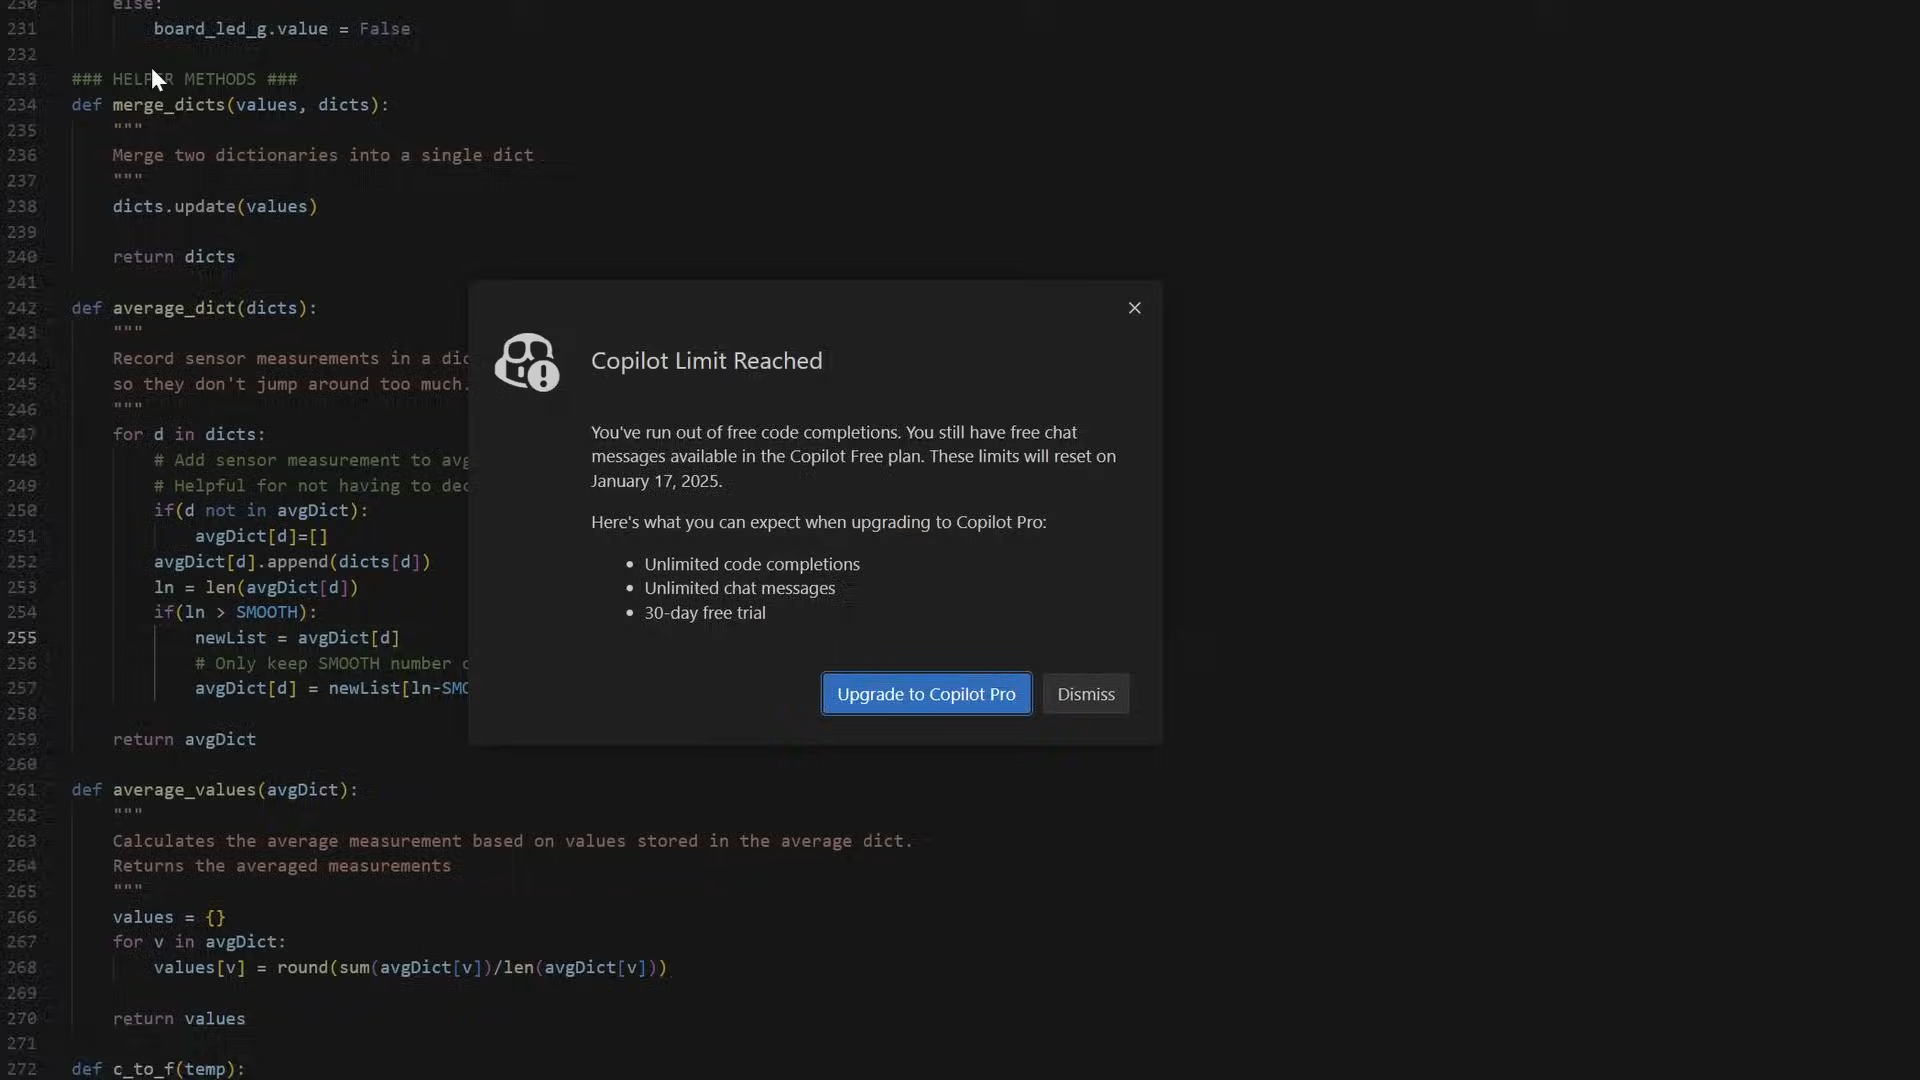 230 else:
231 board_led_g.value = False
232
233 ### HELPER METHODS ###
234 def merge_dicts(values, dicts):
235 """
236 Merge two dictionaries into a single dict
237 """
238 dicts.update(values)
239
240 return dicts
241
242 def average_dict(dicts):
243 """
244 Record sensor measurements in a dic
245 so they don't jump around too much.
246 """
247 for d in dicts:
248 # Add sensor measurement to avg
249 # Helpful for not having to dec
250 if(d not in avgDict):
251 avgDict[d]=[]
252 avgDict[d].append(dicts[d])
253 ln = len(avgDict[d])
254 if(ln > SMOOTH):
255 newList = avgDict[d]
256 # Only keep SMOOTH number
257 avgDict[d] = newList[ln-SMO
258
259 return avgDict
260
261 def average_values(avgDict):
262 """
263 Calculates the average measurement based on values stored in the average dict.
264 Returns the averaged measurements
265 """
266 values = {}
267 for v in avgDict:
268 values[v] = round(sum(avgDict[v])/len(avgDict[v]))
269
270 return values
271
272 def c_to_f(temp):
Copilot Limit Reached
You've run out of free code completions. You still have free chat
messages available in the Copilot Free plan. These limits will reset on
January 17, 2025.
Here's what you can expect when upgrading to Copilot Pro:
• Unlimited code completions
• Unlimited chat messages
• 30-day free trial
Upgrade to Copilot Pro
Dismiss